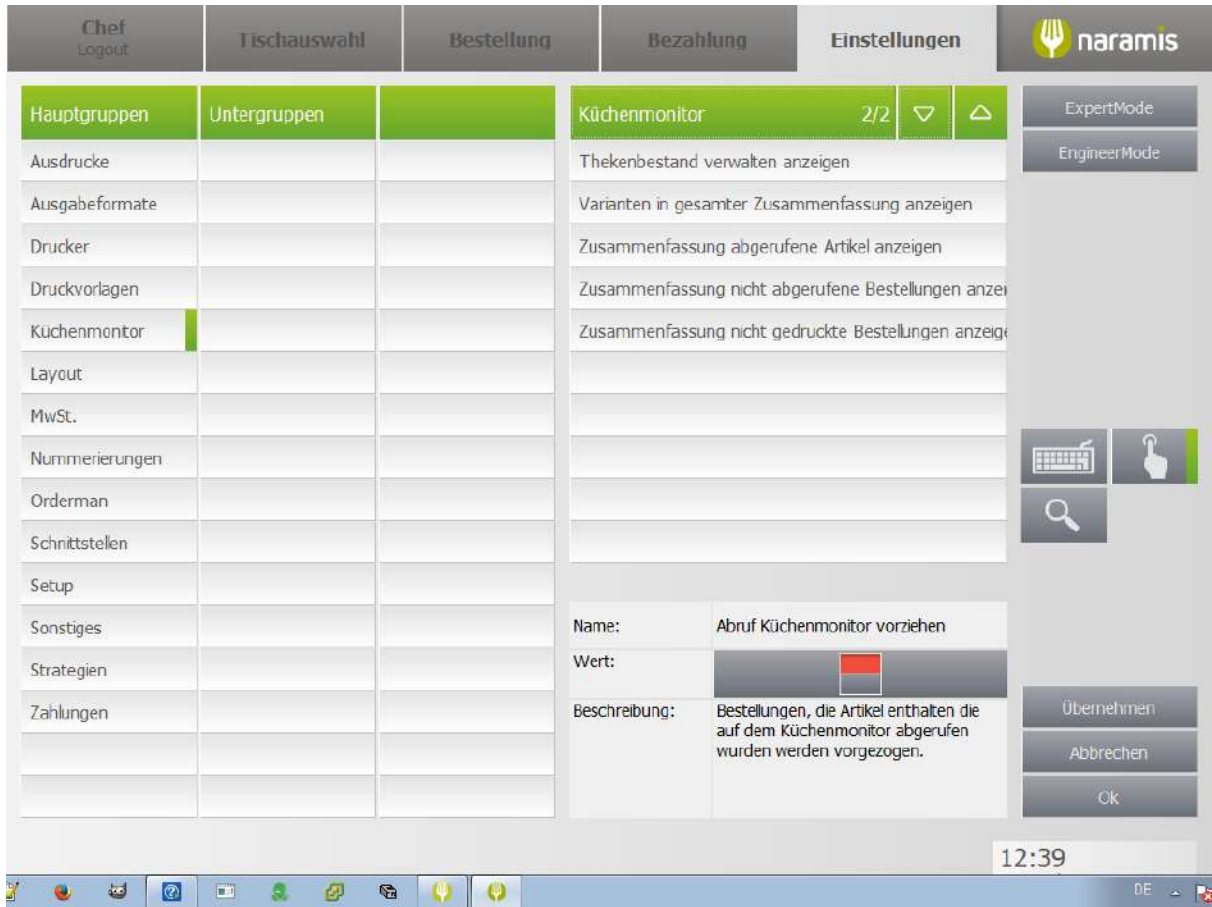 Chef
Logout
Tischauswahl
Bestellung
Bezahlung
Einstellungen
naramis
Hauptgruppen
Untergruppen
Küchenmonitor
2/2
ExpertMode
EngineerMode
Ausdrucke
Ausgabeformate
Drucker
Druckvorlagen
Küchenmonitor
Layout
MwSt.
Nummerierungen
Orderman
Schnittstellen
Setup
Sonstiges
Strategien
Zahlungen
Thekenbestand verwalten anzeigen
Varianten in gesamter Zusammenfassung anzeigen
Zusammenfassung abgerufene Artikel anzeigen
Zusammenfassung nicht abgerufene Bestellungen anzei
Zusammenfassung nicht gedruckte Bestellungen anzeige
Name:
Abruf Küchenmonitor vorziehen
Wert:
Beschreibung:
Bestellungen, die Artikel enthalten die
auf dem Küchenmonitor abgerufen
wurden werden vorgezogen.
Übernehmen
Abbrechen
Ok
12:39
DE